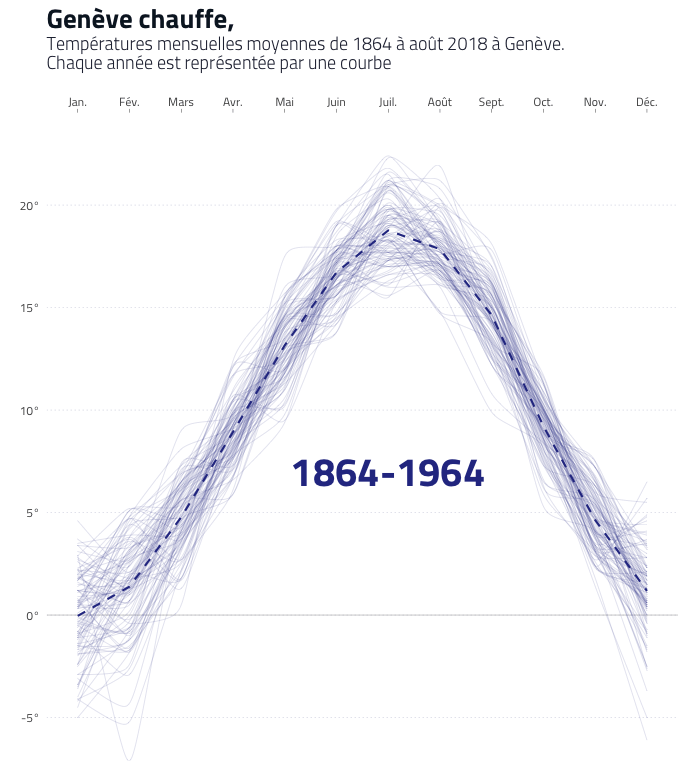 Genève chauffe,
Températures mensuelles moyennes de 1864 à août 2018 à Genève.
Chaque année est représentée par une courbe
Jan. Fév. Mars Avr. Mai Juin Juil. Août Sept. Oct. Nov. Déc.
20°
15°
10°
1864-1964
5°
0°
-5°